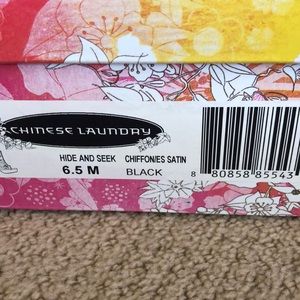 CHINESE LAUNDRY
HIDE AND SEEK CHIFFON/ES SATIN
6.5 M BLACK
8 80858 85543